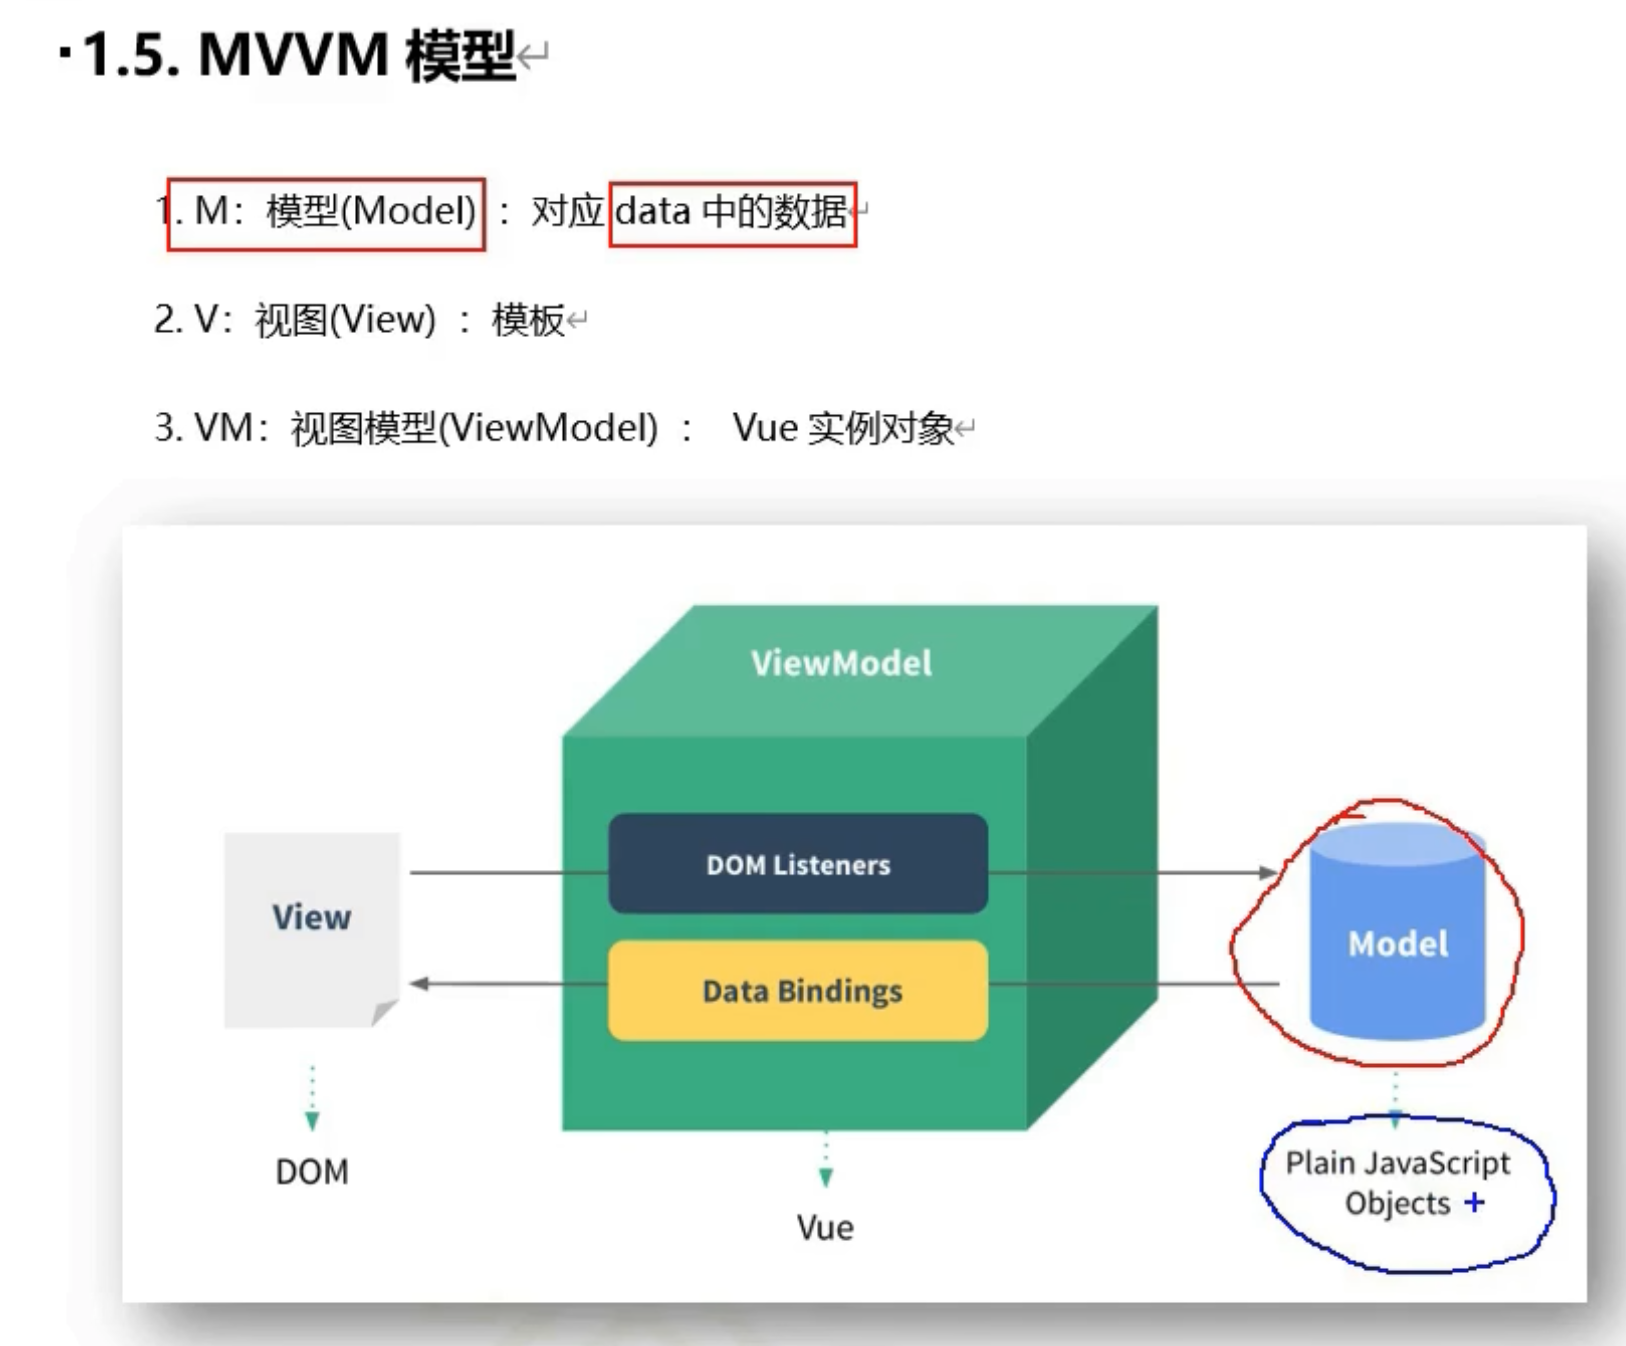 1.5. MVVM 模型
1. M：模型(Model) ：对应 data 中的数据
2. V：视图(View) ：模板
3. VM：视图模型(ViewModel) ： Vue 实例对象
ViewModel
DOM Listeners
View
Model
Data Bindings
DOM
Plain JavaScript
Objects
Vue